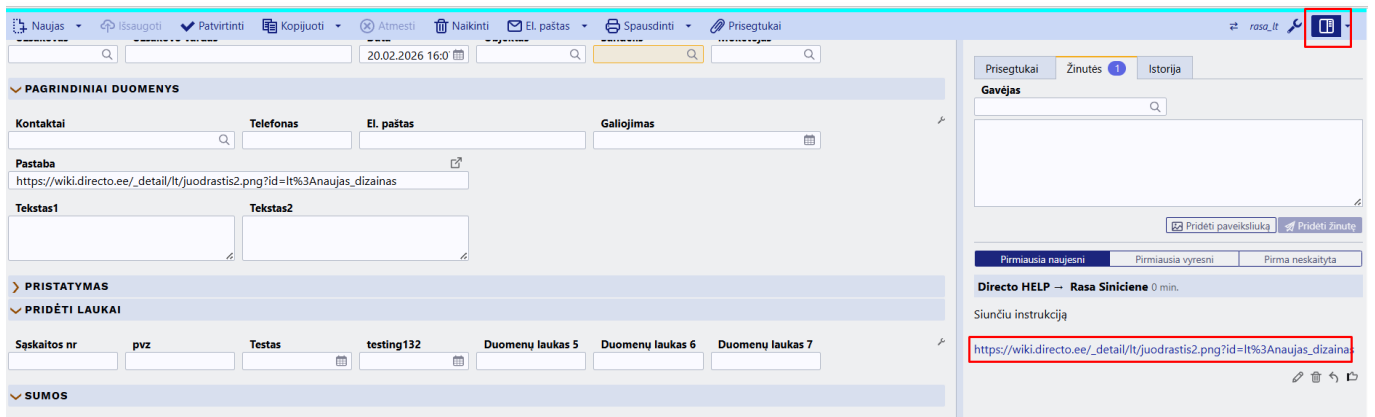 Naujas Išsaugoti Patvirtinti Kopijuoti Atmesti Naikinti El. paštas Spausdinti Prisegtukai rasa_lt
20.02.2026 16:0
PAGRINDINIAI DUOMENYS
Kontaktai Telefonas El. paštas Galiojimas
Pastaba
https://wiki.directo.ee/_detail/lt/juodrastis2.png?id=lt%3Anaujas_dizainas
Tekstas1 Tekstas2
PRISTATYMAS
PRIDĖTI LAUKAI
Sąskaitos nr pvz Testas testing132 Duomenų laukas 5 Duomenų laukas 6 Duomenų laukas 7
SUMOS
Prisegtukai Žinutės 1 Istorija
Gavėjas
Pridėti paveiksliuką Pridėti žinutę
Pirmiausia naujesni Pirmiausia vyresni Pirma neskaityta
Directo HELP → Rasa Siniciene 0 min.
Siunčiu instrukciją
https://wiki.directo.ee/_detail/lt/juodrastis2.png?id=lt%3Anaujas_dizainas